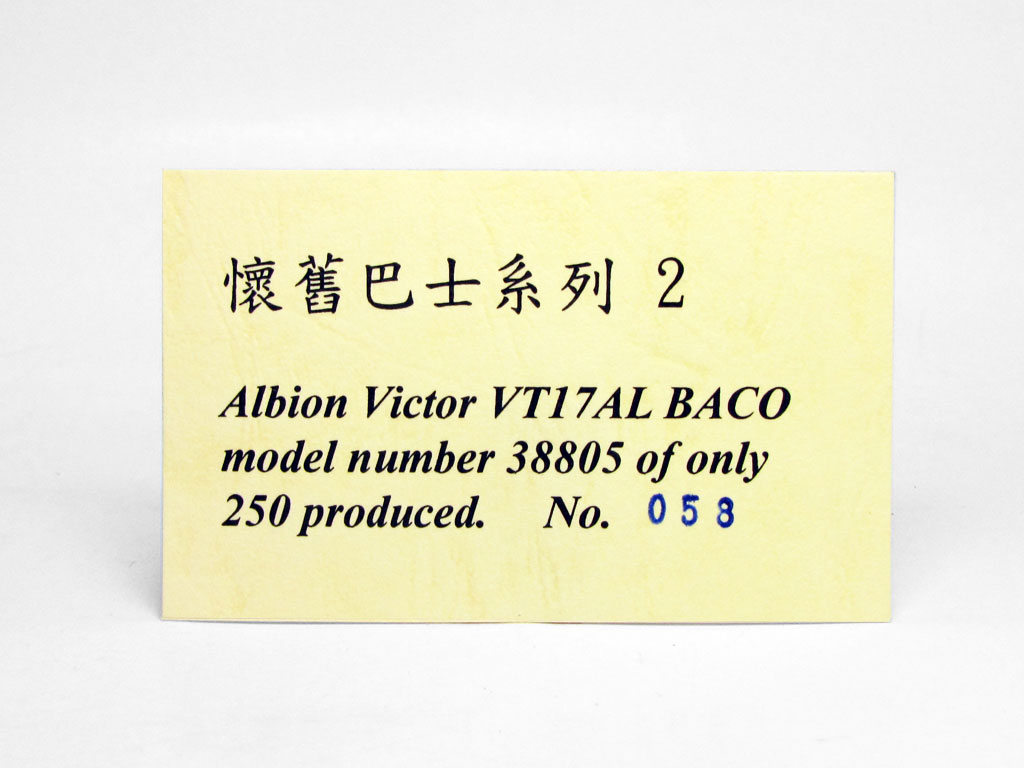 懷舊巴士系列 2
Albion Victor VT17AL BACO
model number 38805 of only
250 produced. No. 058